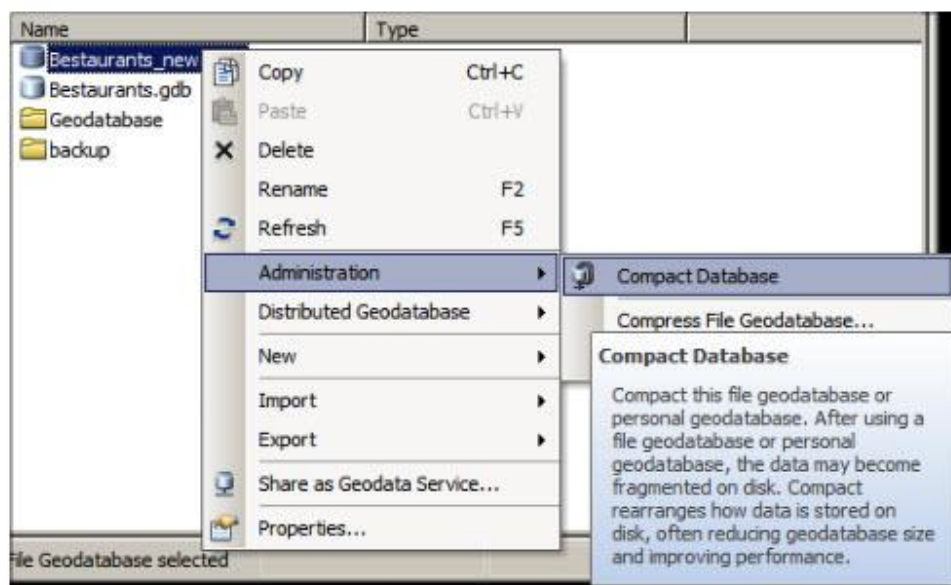 Name Type
Bestaurants_new
Bestaurants.gdb
Geodatabase
backup
Copy Ctrl+C
Paste Ctrl+V
Delete
Rename F2
Refresh F5
Administration
Distributed Geodatabase
New
Import
Export
Share as Geodata Service...
Properties...
Compact Database
Compress File Geodatabase...
Compact Database
Compact this file geodatabase or
personal geodatabase. After using a
file geodatabase or personal
geodatabase, the data may become
fragmented on disk. Compact
rearranges how data is stored on
disk, often reducing geodatabase size
and improving performance.
File Geodatabase selected